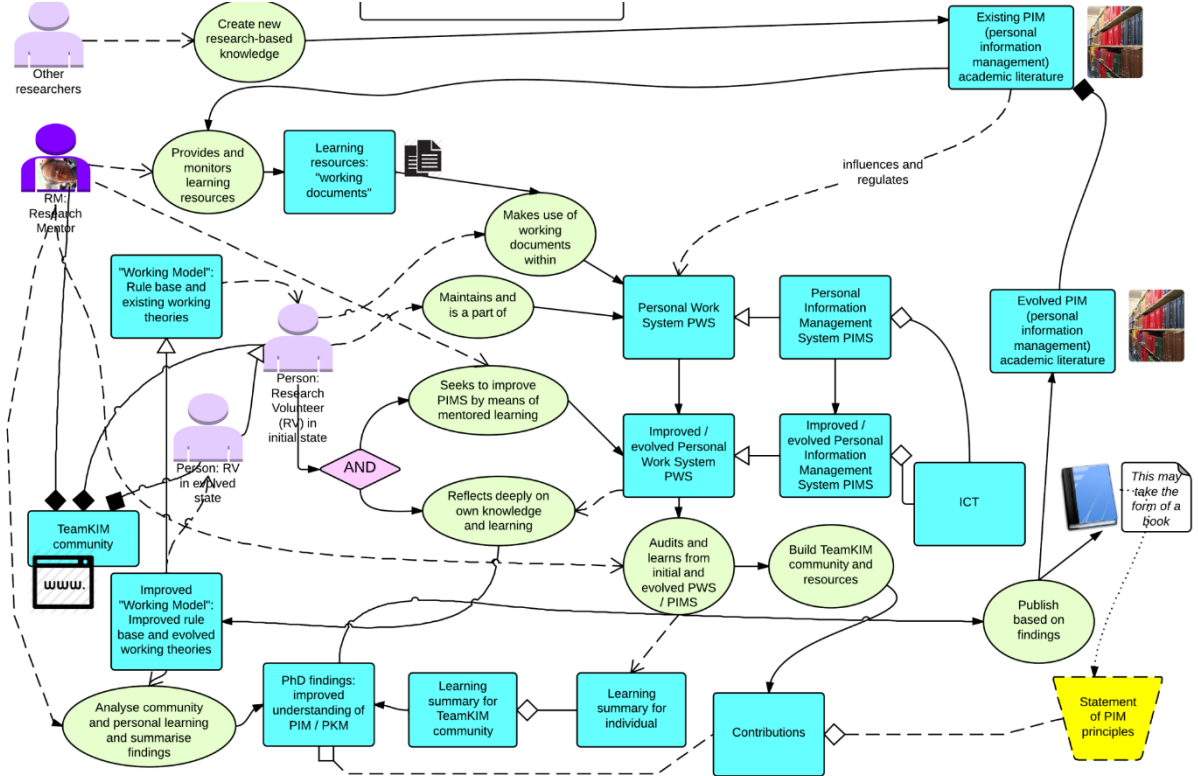 Create new
research-based
knowledge
Existing PIM
(personal
information
management)
academic literature
Other
researchers
Provides and
monitors
learning
resources
Learning
resources:
"working
documents"
influences and
regulates
RM:
Research
Mentor
Makes use of
working
documents
within
"Working Model":
Rule base and
existing working
theories
Maintains and
is a part of
Personal Work
System PWS
Personal
Information
Management
System PIMS
Evolved PIM
(personal
information
management)
academic literature
Person:
Research
Volunteer
(RV) in
initial state
Seeks to improve
PIMS by means of
mentored learning
Improved /
evolved Personal
Work System
PWS
Improved /
evolved Personal
Information
Management
System PIMS
AND
Person: RV
in evolved
state
Reflects deeply on
own knowledge
and learning
ICT
This may
take the
form of a
book
TeamKIM
community
www.
Audits and
learns from
initial and
evolved PWS
/ PIMS
Build TeamKIM
community and
resources
Improved
"Working Model":
Improved rule
base and evolved
working theories
Publish
based on
findings
Analyse community
and personal learning
and summarise
findings
PhD findings:
improved
understanding of
PIM / PKM
Learning
summary for
TeamKIM
community
Learning
summary for
individual
Contributions
Statement
of PIM
principles